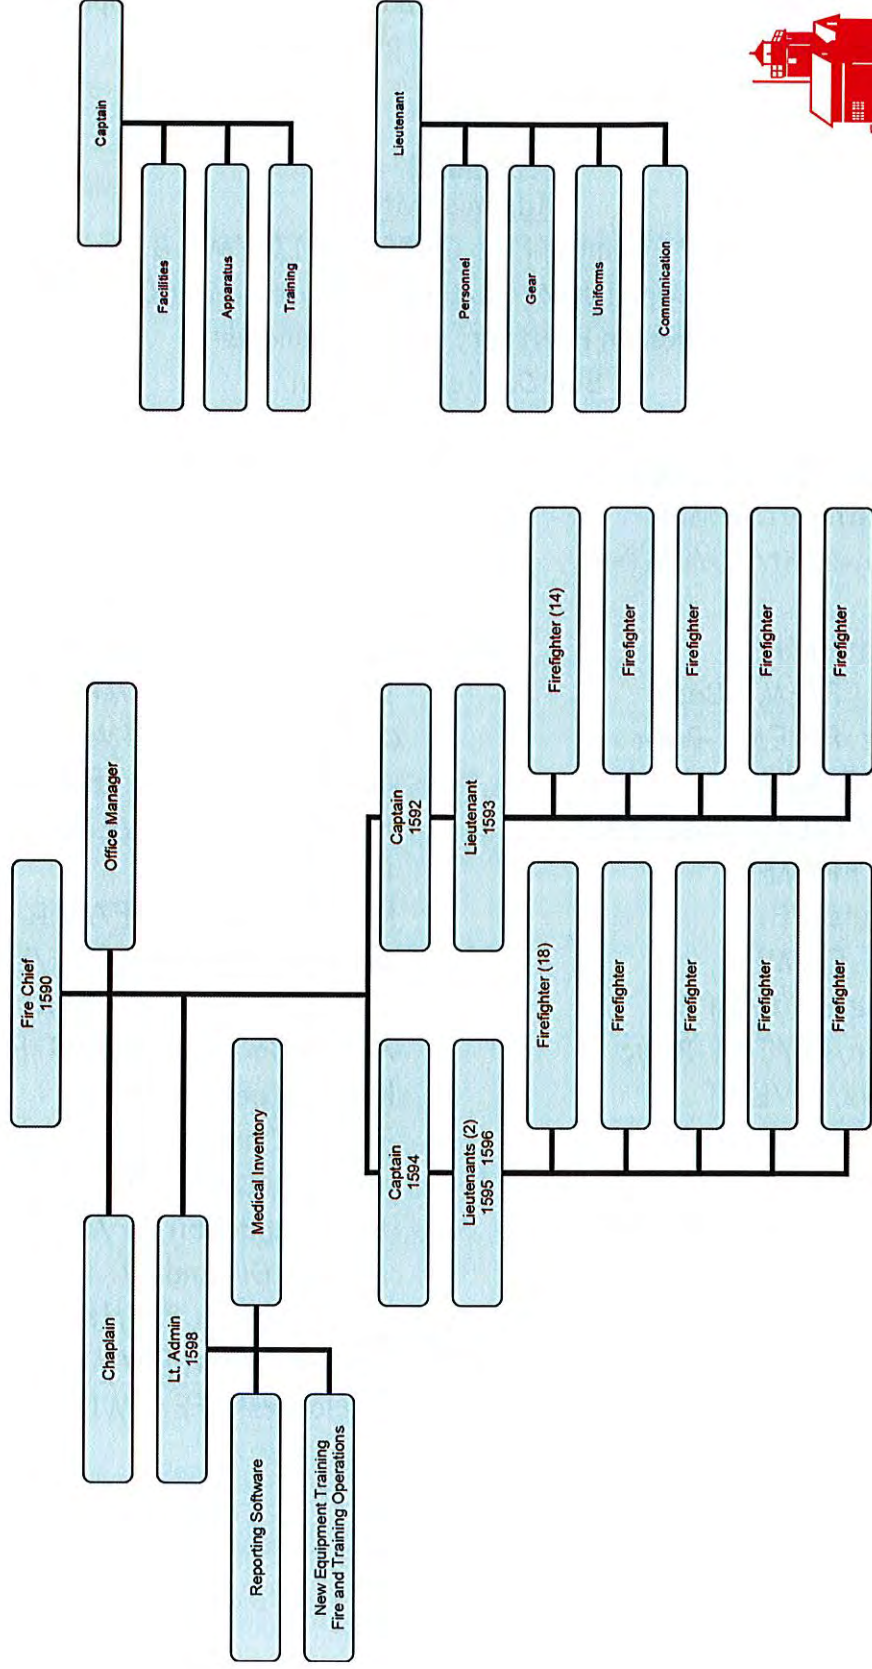 Fire Chief
1590
Chaplain
Office Manager
Lt. Admin
1598
Reporting Software
Medical Inventory
New Equipment Training
Fire and Training Operations
Captain
1594
Captain
1592
Lieutenants (2)
1595 1596
Lieutenant
1593
Firefighter (18)
Firefighter
Firefighter
Firefighter
Firefighter
Firefighter (14)
Firefighter
Firefighter
Firefighter
Firefighter
Captain
Facilities
Apparatus
Training
Lieutenant
Personnel
Gear
Uniforms
Communication